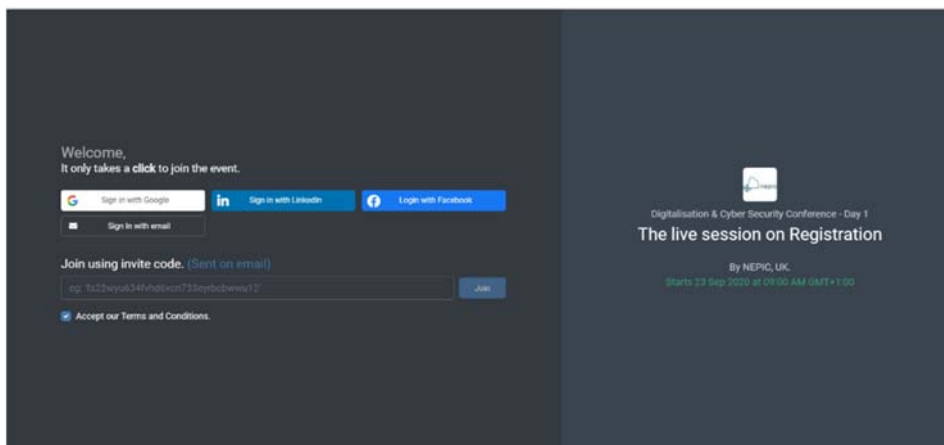 Welcome,
It only takes a click to join the event.
Sign in with Google
in Sign in with LinkedIn
Login with Facebook
Sign In with email
Join using invite code. (Sent on email)
eg:
Join
Accept our Terms and Conditions.
nepic
Digitalisation & Cyber Security Conference - Day 1
The live session on Registration
By NEPIC, UK.
Starts 23 Sep 2020 at 09:00 AM GMT+1:00